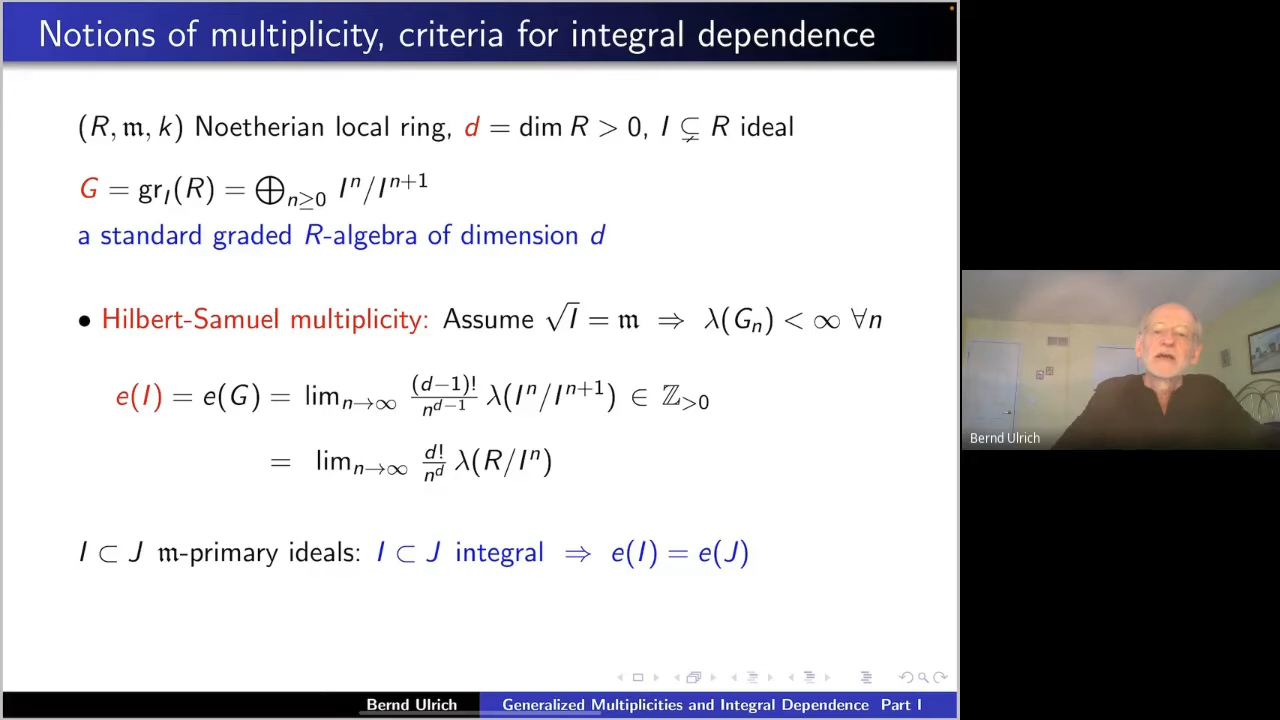 Notions of multiplicity, criteria for integral dependence
(R, 𝔪, k) Noetherian local ring, d = dim R > 0, I ⊊ R ideal
G = gr_I(R) = ⊕_{n≥0} I^n/I^{n+1}
a standard graded R-algebra of dimension d
• Hilbert-Samuel multiplicity: Assume √I = 𝔪 ⇒ λ(G_n) < ∞ ∀n
e(I) = e(G) = lim_{n→∞} (d−1)!/n^{d−1} λ(I^n/I^{n+1}) ∈ ℤ_{>0}
= lim_{n→∞} d!/n^d λ(R/I^n)
I ⊂ J 𝔪-primary ideals: I ⊂ J integral ⇒ e(I) = e(J)
Bernd Ulrich Generalized Multiplicities and Integral Dependence Part I
Bernd Ulrich